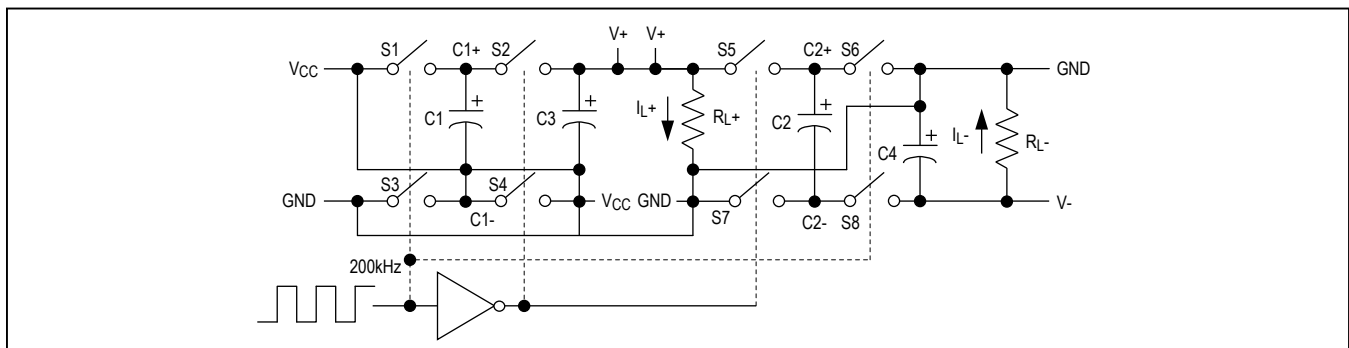 V+ V+
S1 C1+ S2 S5 C2+ S6
VCC GND
C1 C3 IL+ RL+ C2 C4 IL- RL-
S3 S4
GND VCC GND V-
C1- S7 C2- S8
200kHz